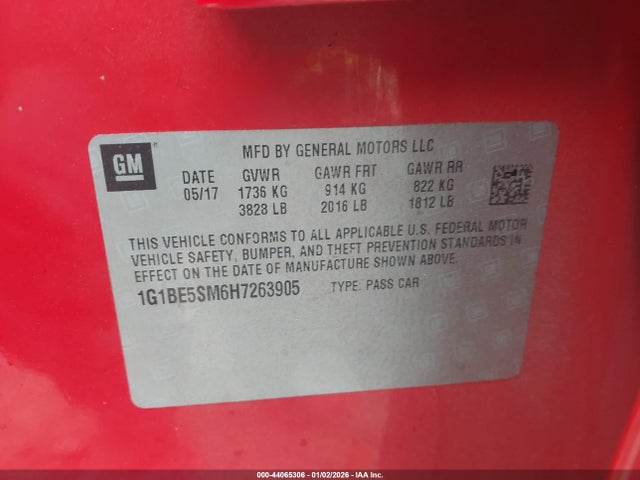 GM
MFD BY GENERAL MOTORS LLC
DATE GVWR GAWR FRT GAWR RR
05/17 1736 KG 914 KG 822 KG
3828 LB 2016 LB 1812 LB
THIS VEHICLE CONFORMS TO ALL APPLICABLE U.S. FEDERAL MOTOR
VEHICLE SAFETY, BUMPER, AND THEFT PREVENTION STANDARDS IN
EFFECT ON THE DATE OF MANUFACTURE SHOWN ABOVE.
1G1BE5SM6H7263905 TYPE: PASS CAR
000-44065306 - 01/02/2026 - IAA Inc.